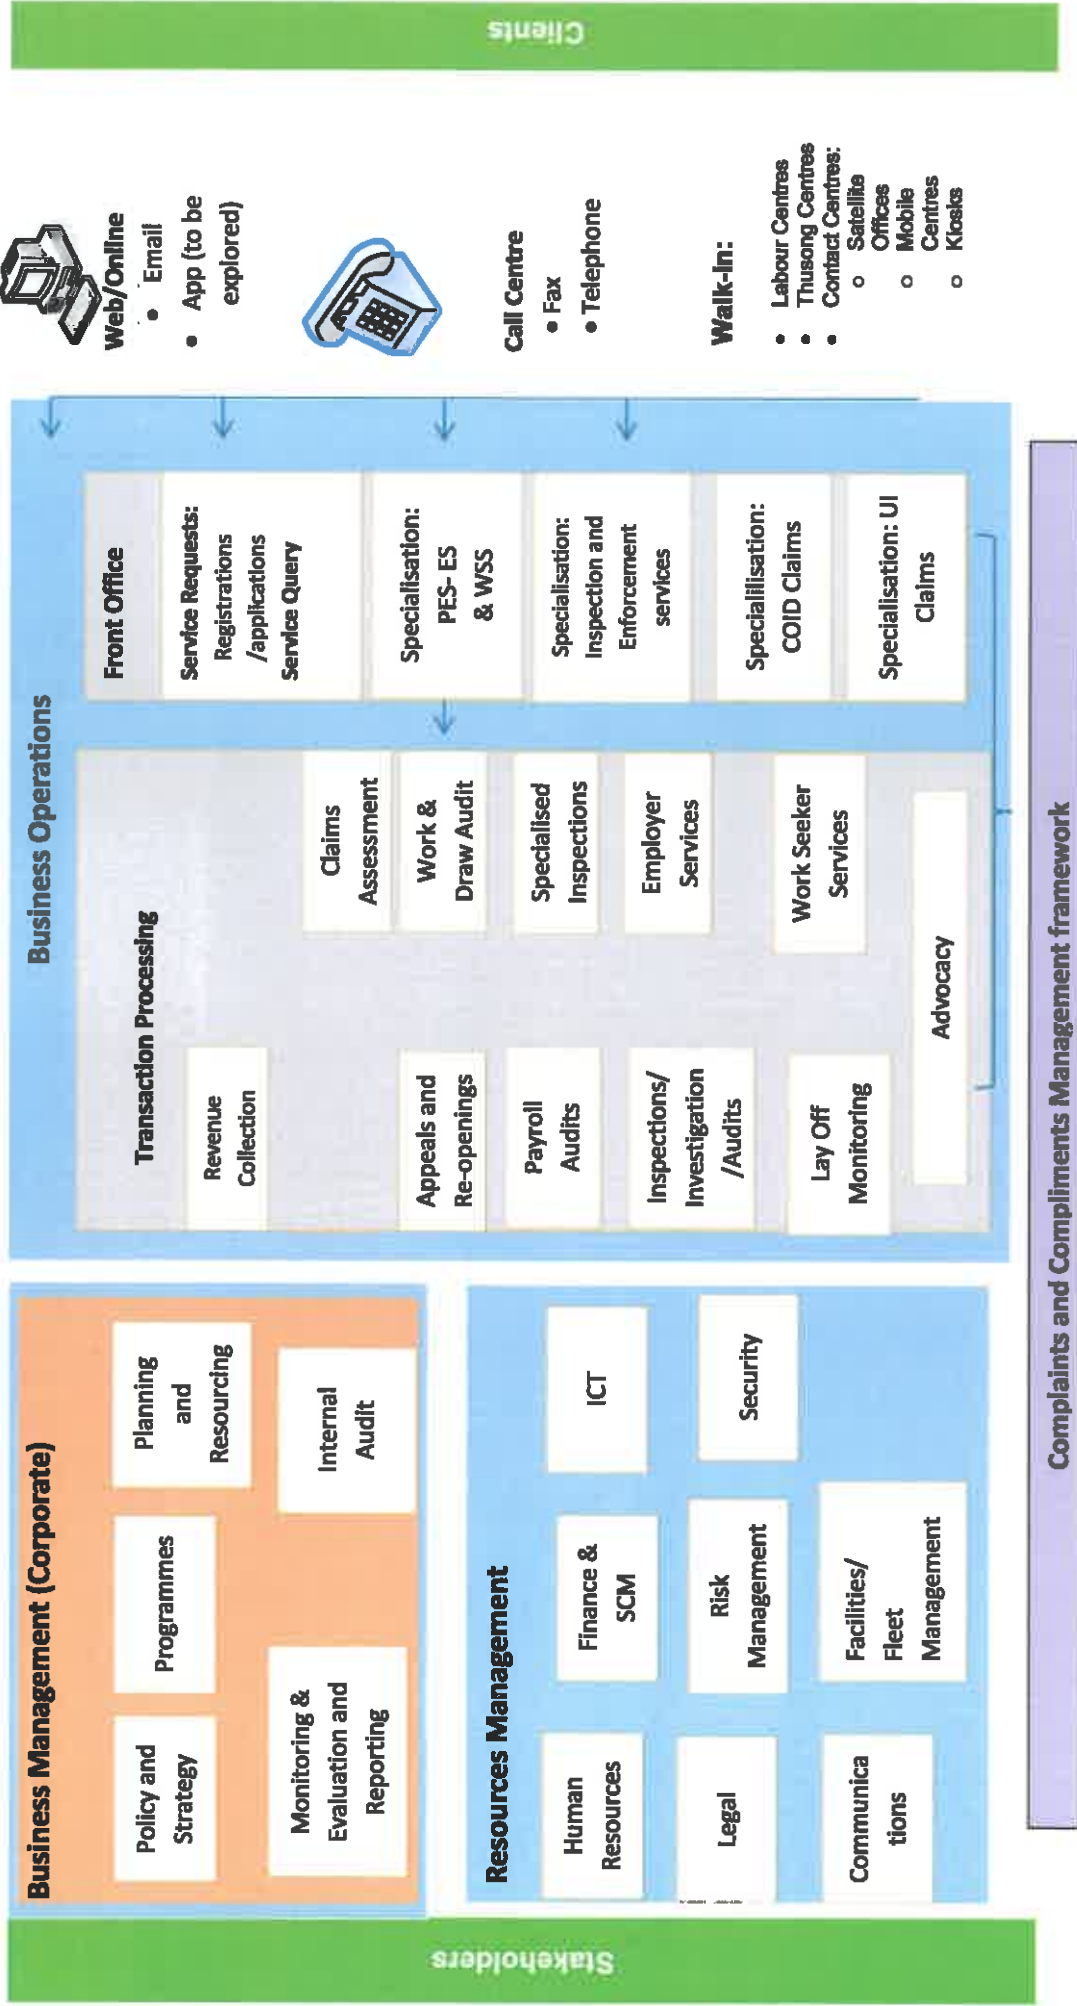 Stakeholders
Business Management (Corporate)
Policy and
Strategy
Programmes
Planning
and
Resourcing
Monitoring &
Evaluation and
Reporting
Internal
Audit
Resources Management
Human
Resources
Finance &
SCM
ICT
Legal
Risk
Management
Security
Communica
tions
Facilities/
Fleet
Management
Business Operations
Transaction Processing
Revenue
Collection
Claims
Assessment
Appeals and
Re-openings
Work &
Draw Audit
Payroll
Audits
Specialised
Inspections
Inspections/
Investigation
/Audits
Employer
Services
Lay Off
Monitoring
Work Seeker
Services
Advocacy
Front Office
Service Requests:
Registrations
/applications
Service Query
Specialisation:
PES- ES
& WSS
Specialisation:
Inspection and
Enforcement
services
Specialilisation:
COID Claims
Specialisation: UI
Claims
Web/Online
• Email
• App (to be
explored)
Call Centre
• Fax
• Telephone
Walk-In:
• Labour Centres
• Thusong Centres
• Contact Centres:
o Satellite
Offices
o Mobile
Centres
o Kiosks
Clients
Complaints and Compliments Management framework